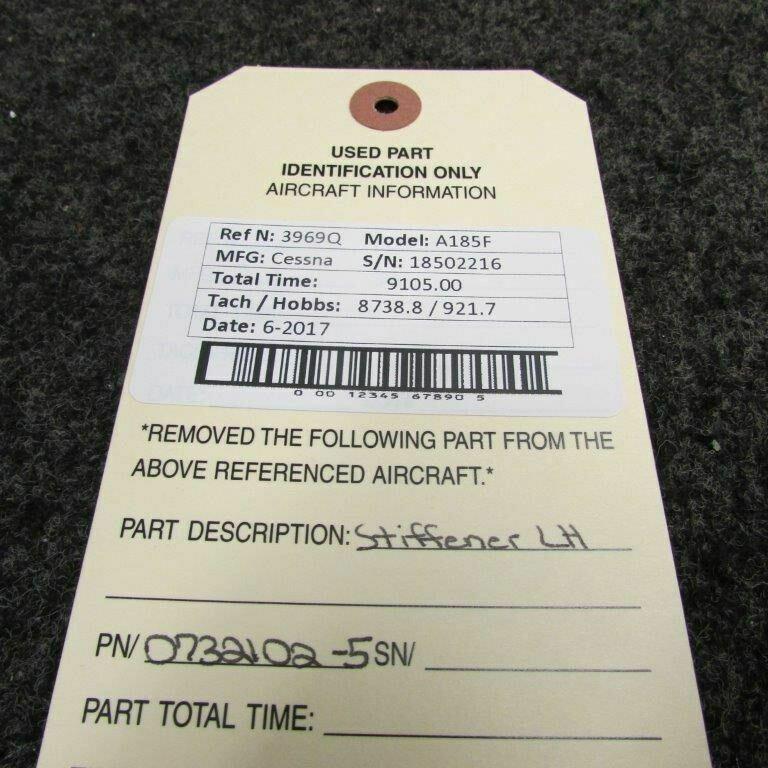 USED PART
IDENTIFICATION ONLY
AIRCRAFT INFORMATION
Ref N: 3969Q Model: A185F
MFG: Cessna S/N: 18502216
Total Time: 9105.00
Tach / Hobbs: 8738.8 / 921.7
Date: 6-2017
0 00 12345 67890 5
*REMOVED THE FOLLOWING PART FROM THE
ABOVE REFERENCED AIRCRAFT.*
PART DESCRIPTION: Stiffener LH
PN/ 0732102-5 SN/
PART TOTAL TIME: